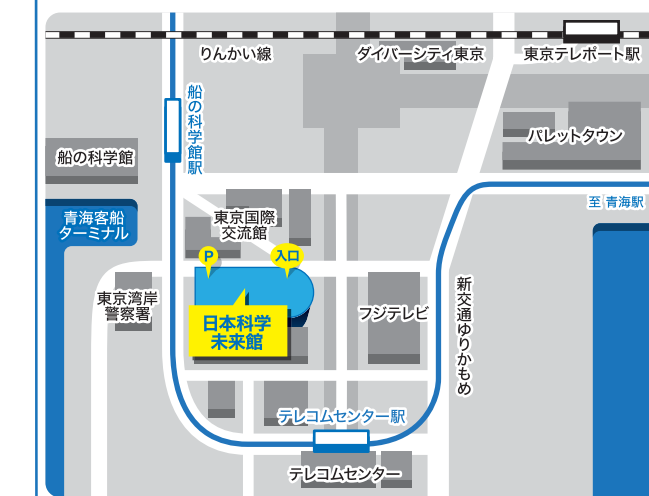 りんかい線
ダイバーシティ東京
東京テレポート駅
船の科学館駅
パレットタウン
船の科学館
至 青海駅
青海客船
ターミナル
東京国際
交流館
P
入口
東京湾岸
警察署
日本科学
未来館
フジテレビ
新交通ゆりかもめ
テレコムセンター駅
テレコムセンター